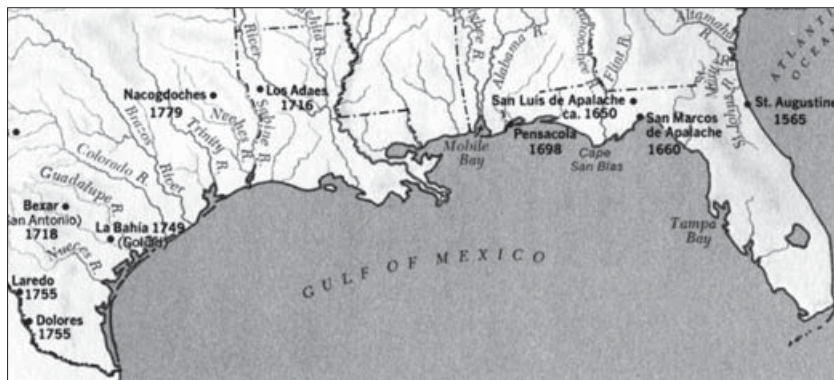 Nacogdoches
1779
Los Adaes
1716
River
Sabine R.
Neches R.
Trinity R.
Brazos
River
Colorado R.
Guadalupe R.
Bexar
(San Antonio)
1718
La Bahía 1749
(Goliad)
Nueces R.
Laredo
1755
Dolores
1755
GULF OF MEXICO
Alabama R.
Mobile
Bay
Pensacola
1698
San Luis de Apalache
ca. 1650
Flint R.
Cape
San Blas
San Marcos
de Apalache
1660
Altamaha
R.
St. Augustine
1565
ATLANTIC
OCEAN
Tampa
Bay